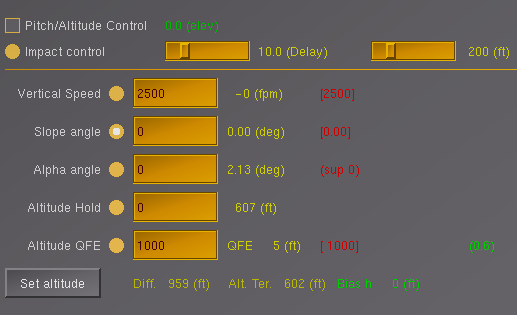 Pitch/Altitude Control 0.0 (elev)
Impact control 10.0 (Delay) 200 (ft)
Vertical Speed 2500 −0 (fpm) [2500]
Slope angle 0 0.00 (deg) [0.00]
Alpha angle 0 2.13 (deg) (sup 0)
Altitude Hold 0 607 (ft)
Altitude QFE 1000 QFE 5 (ft) [ 1000] (0.6)
Set altitude Diff. 959 (ft) Alt. Ter. 602 (ft) Bias h 0 (ft)